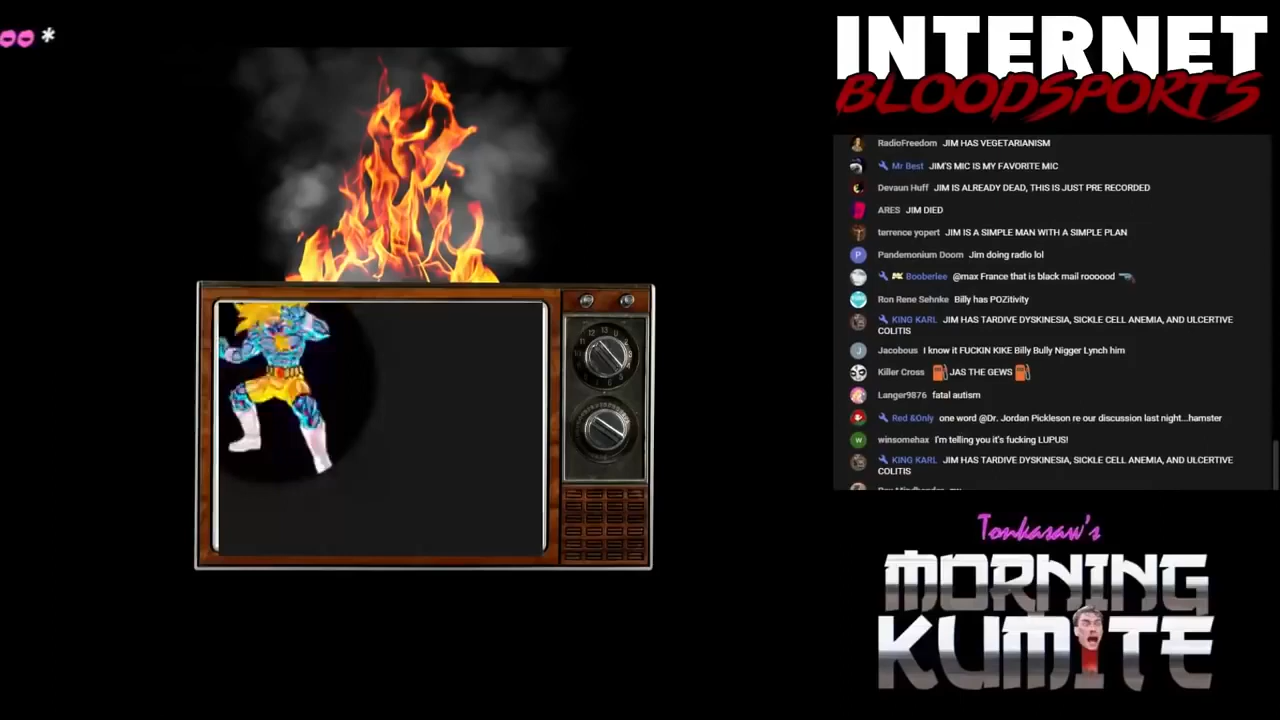 INTERNET
BLOODSPORTS
RadioFreedom JIM HAS VEGETARIANISM
Mr Best JIM'S MIC IS MY FAVORITE MIC
Devaun Huff JIM IS ALREADY DEAD, THIS IS JUST PRE RECORDED
ARES JIM DIED
terrence yopert JIM IS A SIMPLE MAN WITH A SIMPLE PLAN
P Pandemonium Doom Jim doing radio lol
Booberlee @max France that is black mail roooood
Ron Rene Sehnke Billy has POZitivity
KING KARL JIM HAS TARDIVE DYSKINESIA, SICKLE CELL ANEMIA, AND ULCERTIVE
COLITIS
J Jacobous I know it FUCKIN KIKE Billy Bully Nigger Lynch him
Killer Cross JAS THE GEWS
Langer9876 fatal autism
Red &Only one word @Dr. Jordan Pickleson re our discussion last night...hamster
w winsomehax I'm telling you it's fucking LUPUS!
KING KARL JIM HAS TARDIVE DYSKINESIA, SICKLE CELL ANEMIA, AND ULCERTIVE
COLITIS
Tonkasaw's
MORNING
KUMITE